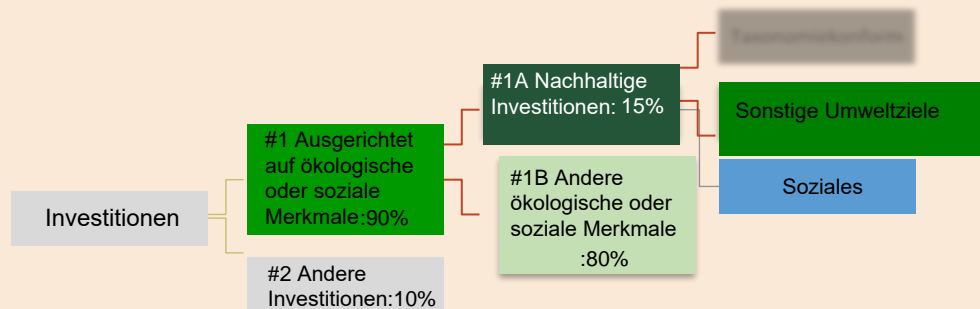 Investitionen
#1 Ausgerichtet
auf ökologische
oder soziale
Merkmale:90%
#2 Andere
Investitionen:10%
#1A Nachhaltige
Investitionen: 15%
#1B Andere
ökologische oder
soziale Merkmale
:80%
Sonstige Umweltziele
Soziales